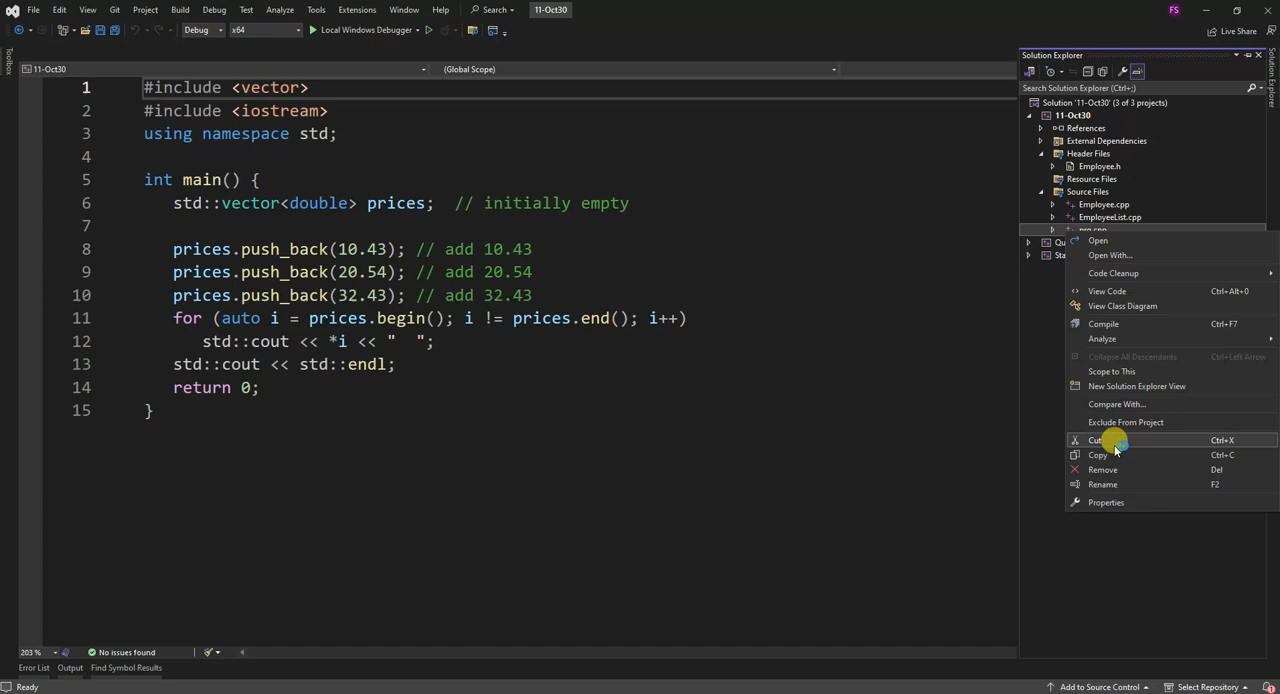 File Edit View Git Project Build Debug Test Analyze Tools Extensions Window Help Search 11-Oct30 FS
Debug x64 Local Windows Debugger Live Share
Toolbox
11-Oct30 (Global Scope)
1 #include <vector>
2 #include <iostream>
3 using namespace std;
4
5 int main() {
6 std::vector<double> prices; // initially empty
7
8 prices.push_back(10.43); // add 10.43
9 prices.push_back(20.54); // add 20.54
10 prices.push_back(32.43); // add 32.43
11 for (auto i = prices.begin(); i != prices.end(); i++)
12 std::cout << *i << "  ";
13 std::cout << std::endl;
14 return 0;
15 }
Solution Explorer
Search Solution Explorer (Ctrl+;)
Solution '11-Oct30' (3 of 3 projects)
11-Oct30
References
External Dependencies
Header Files
Employee.h
Resource Files
Source Files
Employee.cpp
EmployeeList.cpp
Solution Explorer
Open
Open With...
Code Cleanup
View Code Ctrl+Alt+0
View Class Diagram
Compile Ctrl+F7
Analyze
Collapse All Descendants Ctrl+Left Arrow
Scope to This
New Solution Explorer View
Compare With...
Exclude From Project
Cut Ctrl+X
Copy Ctrl+C
Remove Del
Rename F2
Properties
203 % No issues found
Error List Output Find Symbol Results
Ready Add to Source Control Select Repository